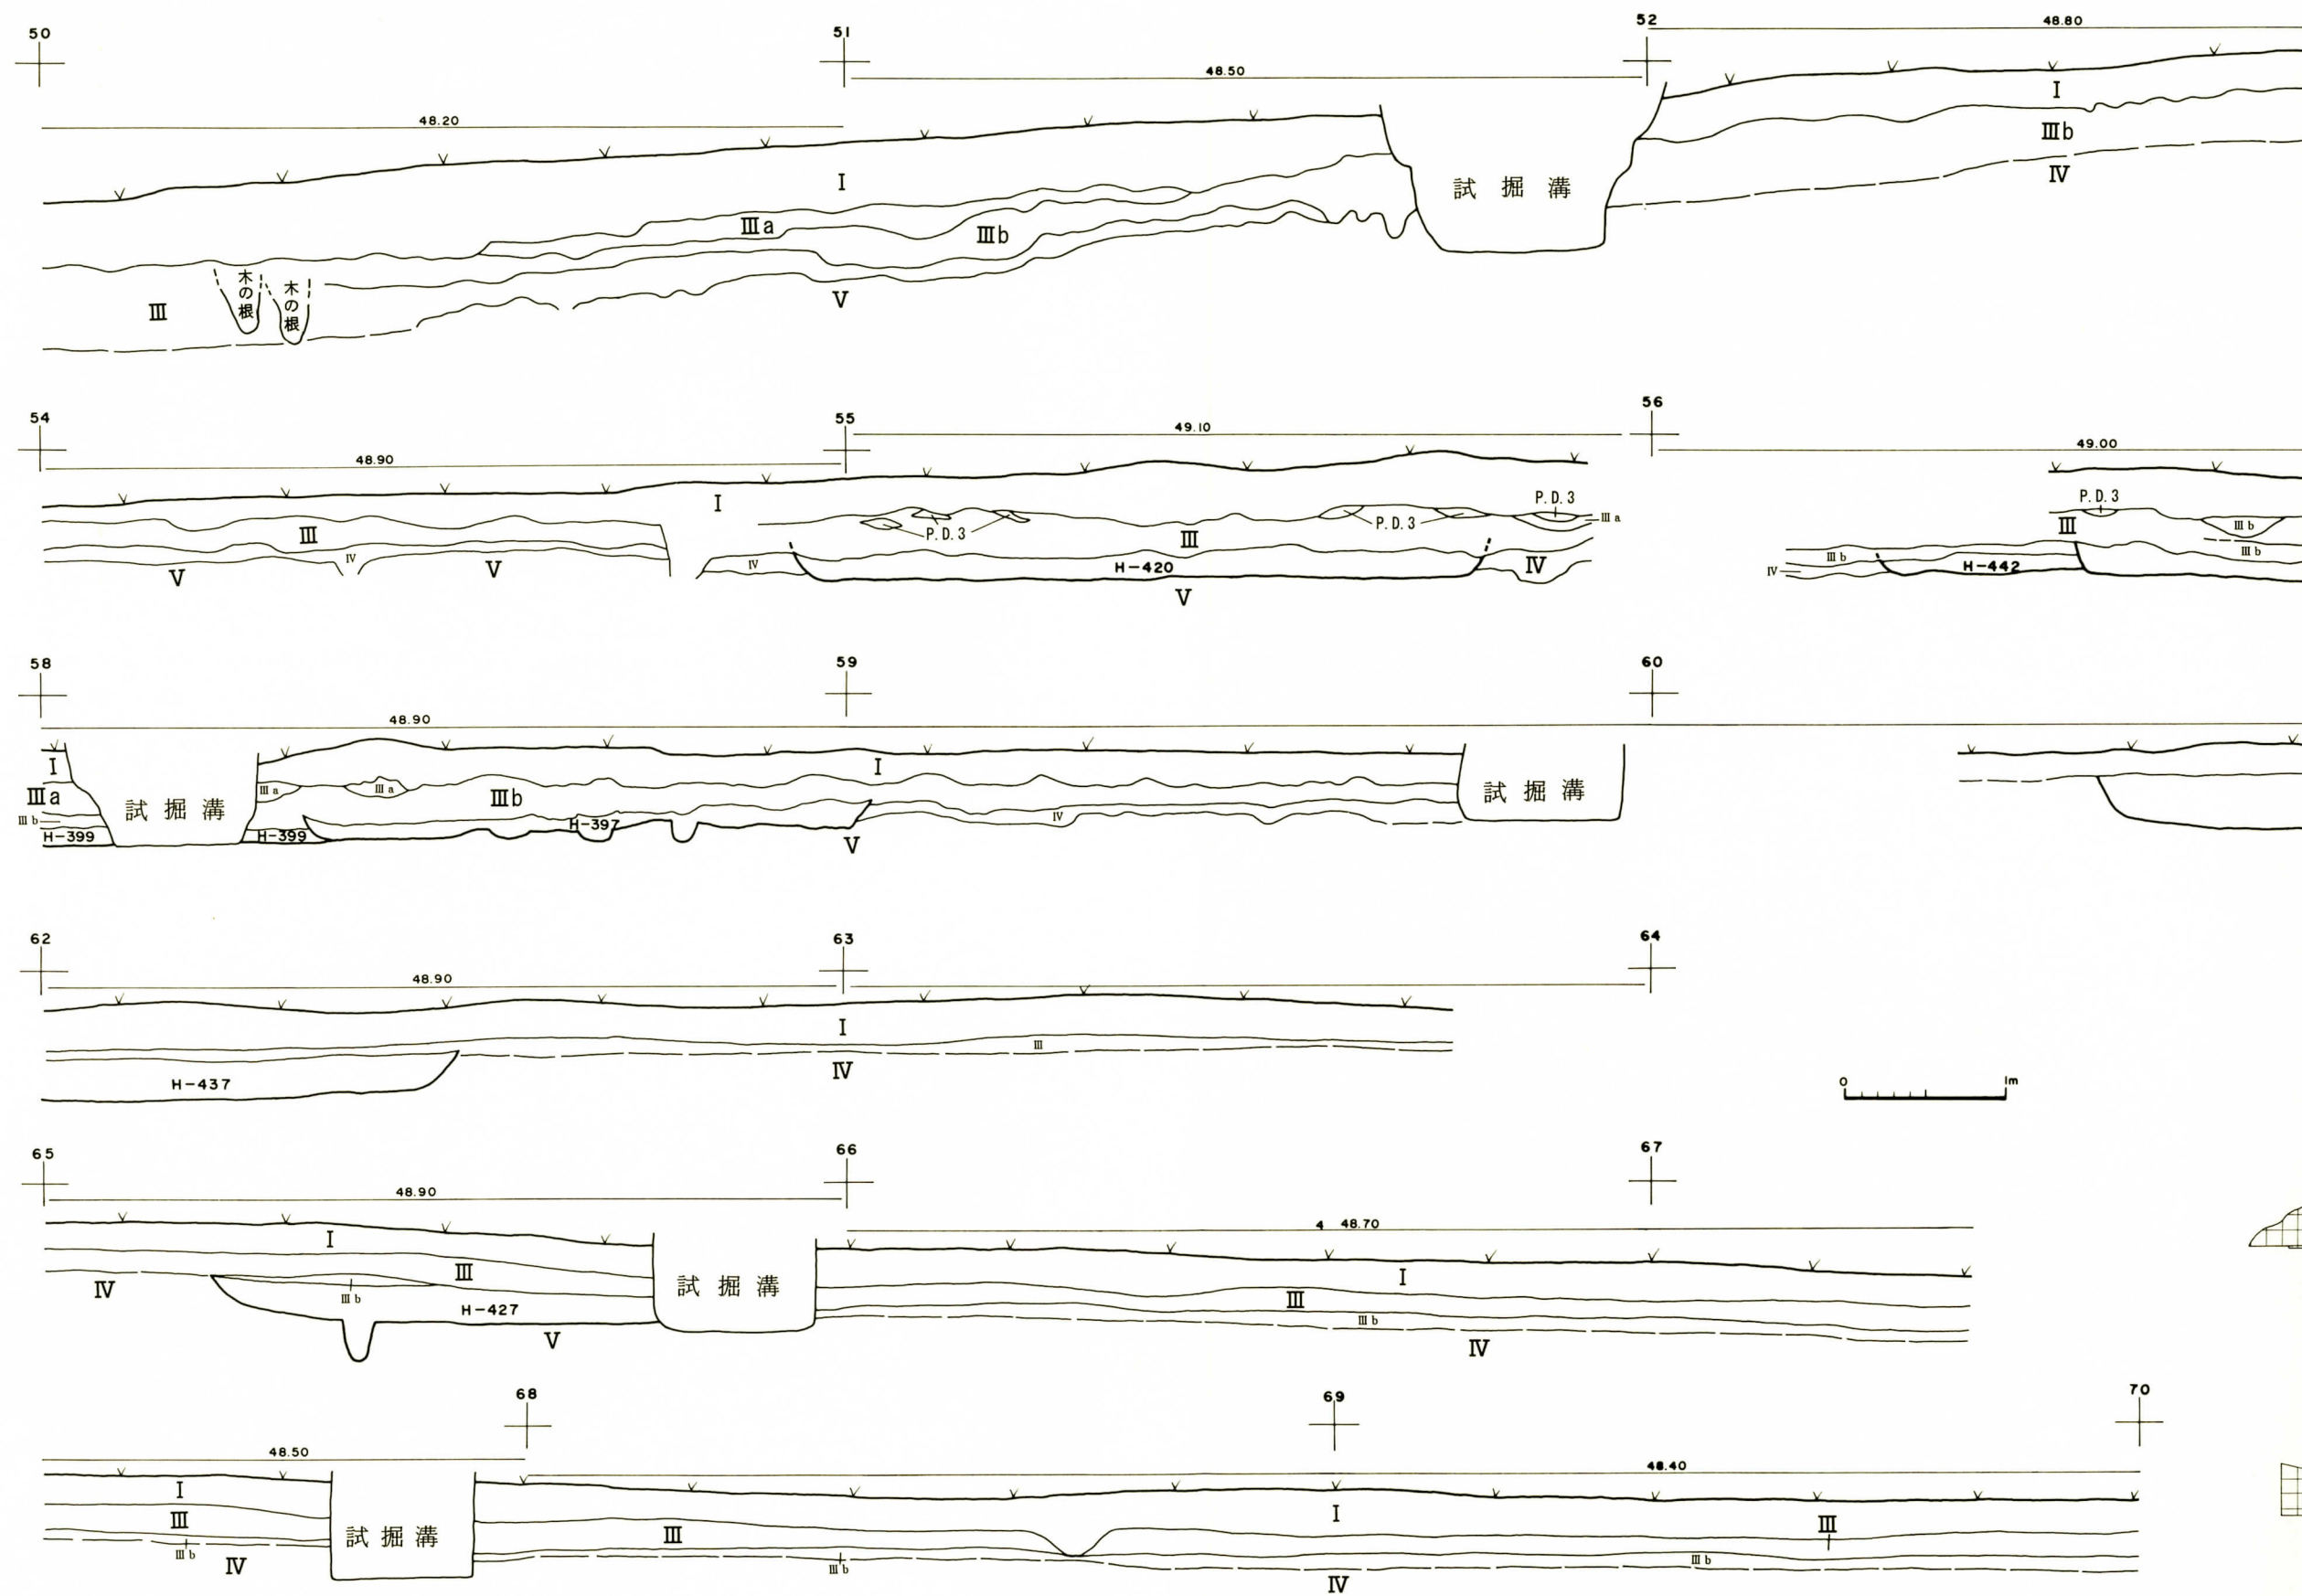 50
51
52
48.80
48.50
48.20
I
I
IIIb
IV
試掘溝
IIIa
IIIb
V
III
木の根
木の根
54
55
56
48.90
49.10
49.00
I
III
IV
V
V
IV
P.D.3
P.D.3
P.D.3
IIIa
III
H-420
IV
V
P.D.3
III
IIIb
IIIb
IIIb
IV
H-442
58
59
60
48.90
I
IIIa
IIIb
H-399
試掘溝
IIIa
IIIa
IIIb
I
H-399
H-397
IV
V
試掘溝
62
63
64
48.90
I
III
IV
H-437
0 1m
65
66
67
48.90
4 48.70
I
III
IV
IIIb
H-427
V
試掘溝
I
III
IIIb
IV
68
69
70
48.50
48.40
I
III
IIIb
IV
試掘溝
III
IIIb
I
III
IIIb
IV